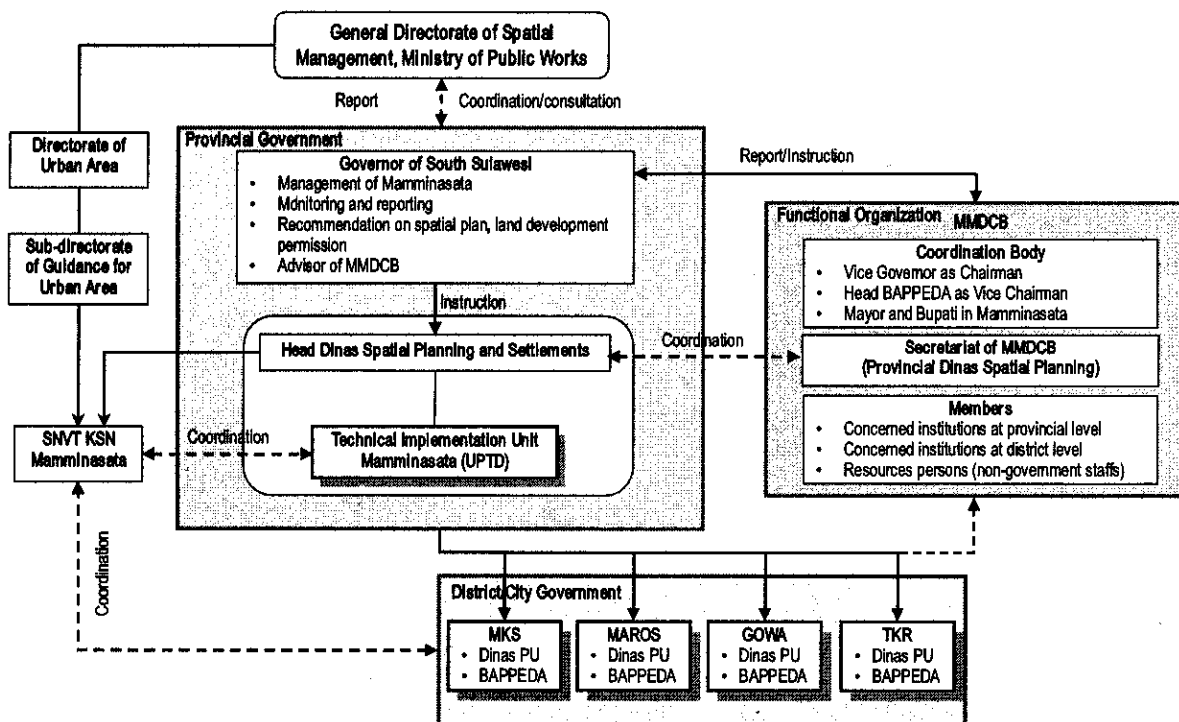 General Directorate of Spatial
Management, Ministry of Public Works
Report
Coordination/consultation
Directorate of
Urban Area
Sub-directorate
of Guidance for
Urban Area
SNVT KSN
Mamminasata
Provincial Government
Governor of South Sulawesi
• Management of Mamminasata
• Monitoring and reporting
• Recommendation on spatial plan, land development
permission
• Advisor of MMDCB
Instruction
Head Dinas Spatial Planning and Settlements
Coordination
Technical Implementation Unit
Mamminasata (UPTD)
Report/Instruction
Coordination
Functional Organization
MMDCB
Coordination Body
• Vice Governor as Chairman
• Head BAPPEDA as Vice Chairman
• Mayor and Bupati in Mamminasata
Secretariat of MMDCB
(Provincial Dinas Spatial Planning)
Members
• Concerned institutions at provincial level
• Concerned institutions at district level
• Resources persons (non-government staffs)
Coordination
District/City Government
MKS
• Dinas PU
• BAPPEDA
MAROS
• Dinas PU
• BAPPEDA
GOWA
• Dinas PU
• BAPPEDA
TKR
• Dinas PU
• BAPPEDA